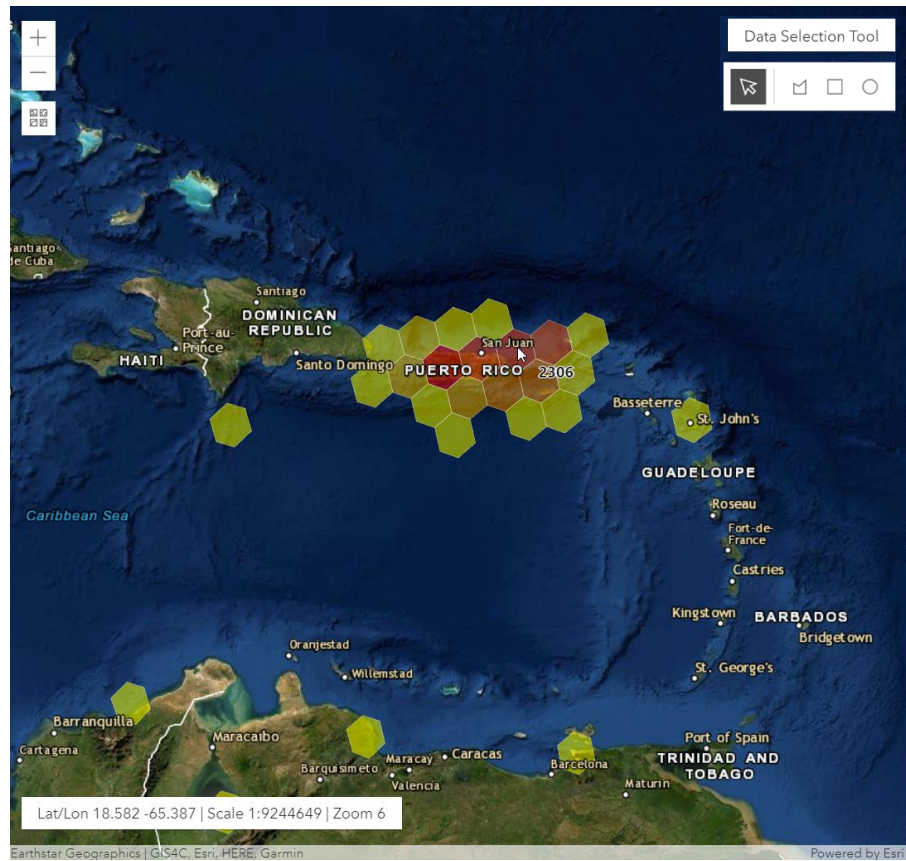 Data Selection Tool
antiago
de Cuba
Santiago
DOMINICAN
REPUBLIC
Port-au-
Prince
HAITI
Santo Domingo
San Juan
PUERTO RICO
2306
Basseterre
St. John's
GUADELOUPE
Roseau
Fort-de-
France
Castries
Caribbean Sea
Kingstown
BARBADOS
Bridgetown
Oranjestad
Willemstad
St. George's
Barranquilla
Cartagena
Maracaibo
Barquisimeto
Maracay
Caracas
Valencia
Barcelona
Port of Spain
TRINIDAD AND
TOBAGO
Maturin
Lat/Lon 18.582 -65.387 | Scale 1:9244649 | Zoom 6
Earthstar Geographics | GIS4C, Esri, HERE, Garmin
Powered by Esri